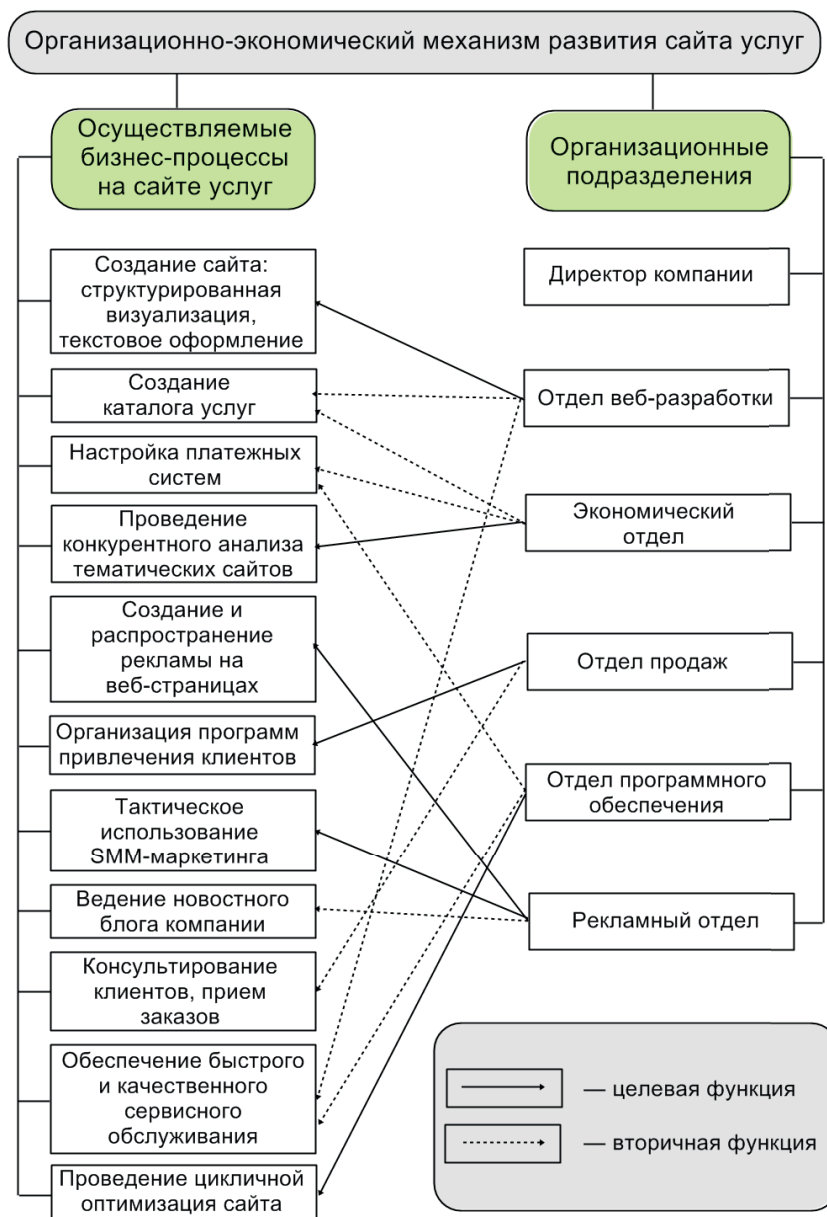 Организационно-экономический механизм развития сайта услуг
Осуществляемые
бизнес-процессы
на сайте услуг
Создание сайта:
структурированная
визуализация,
текстовое оформление
Создание
каталога услуг
Настройка платежных
систем
Проведение
конкурентного анализа
тематических сайтов
Создание и
распространение
рекламы на
веб-страницах
Организация программ
привлечения клиентов
Тактическое
использование
SMM-маркетинга
Ведение новостного
блога компании
Консультирование
клиентов, прием
заказов
Обеспечение быстрого
и качественного
сервисного
обслуживания
Проведение цикличной
оптимизация сайта
Организационные
подразделения
Директор компании
Отдел веб-разработки
Экономический
отдел
Отдел продаж
Отдел программного
обеспечения
Рекламный отдел
— целевая функция
— вторичная функция